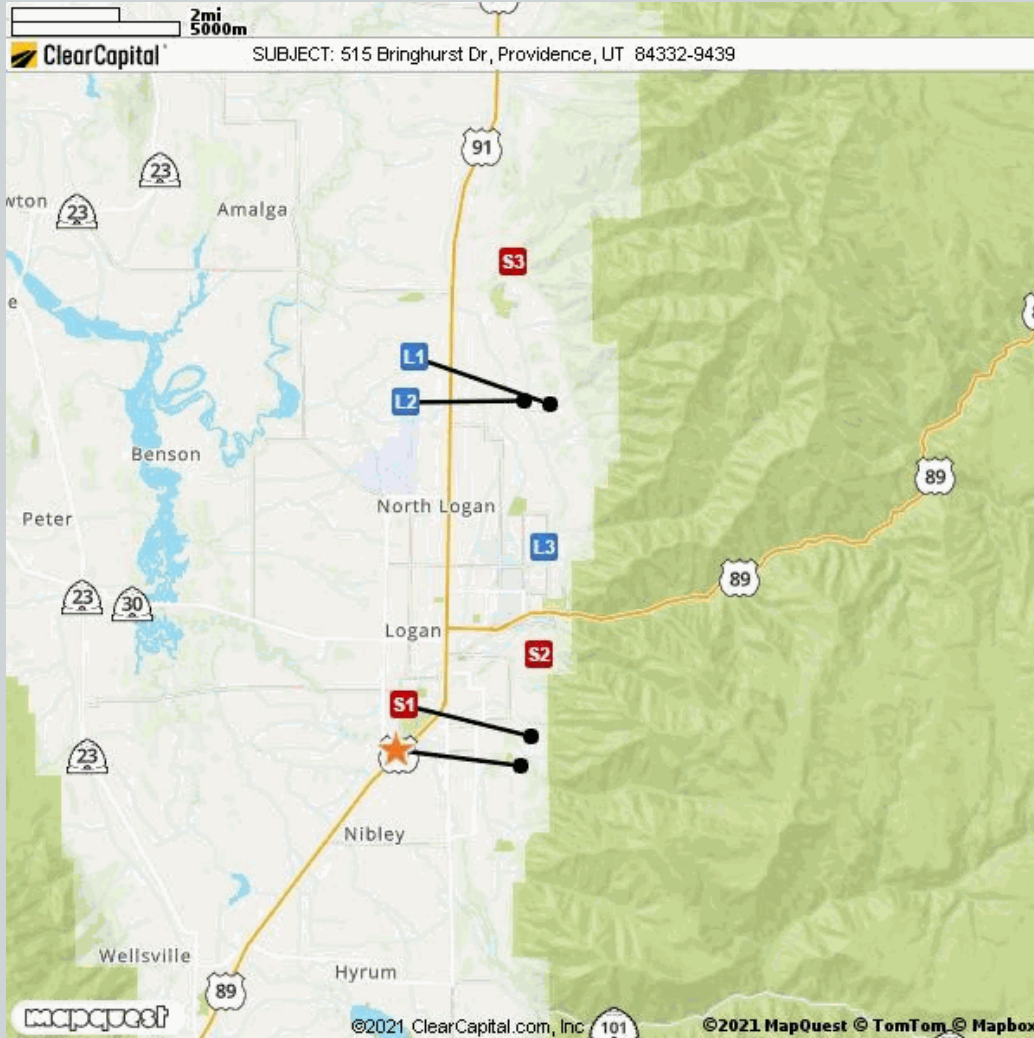 2mi
5000m
ClearCapital
SUBJECT: 515 Bringhurst Dr, Providence, UT 84332-9439
91
23
23
Amalga
S3
L1
L2
Benson
89
North Logan
Peter
L3
89
23
30
Logan
S2
S1
23
Nibley
Wellsville
Hyrum
89
mapquest
©2021 ClearCapital.com, Inc
101
©2021 MapQuest © TomTom © Mapbox